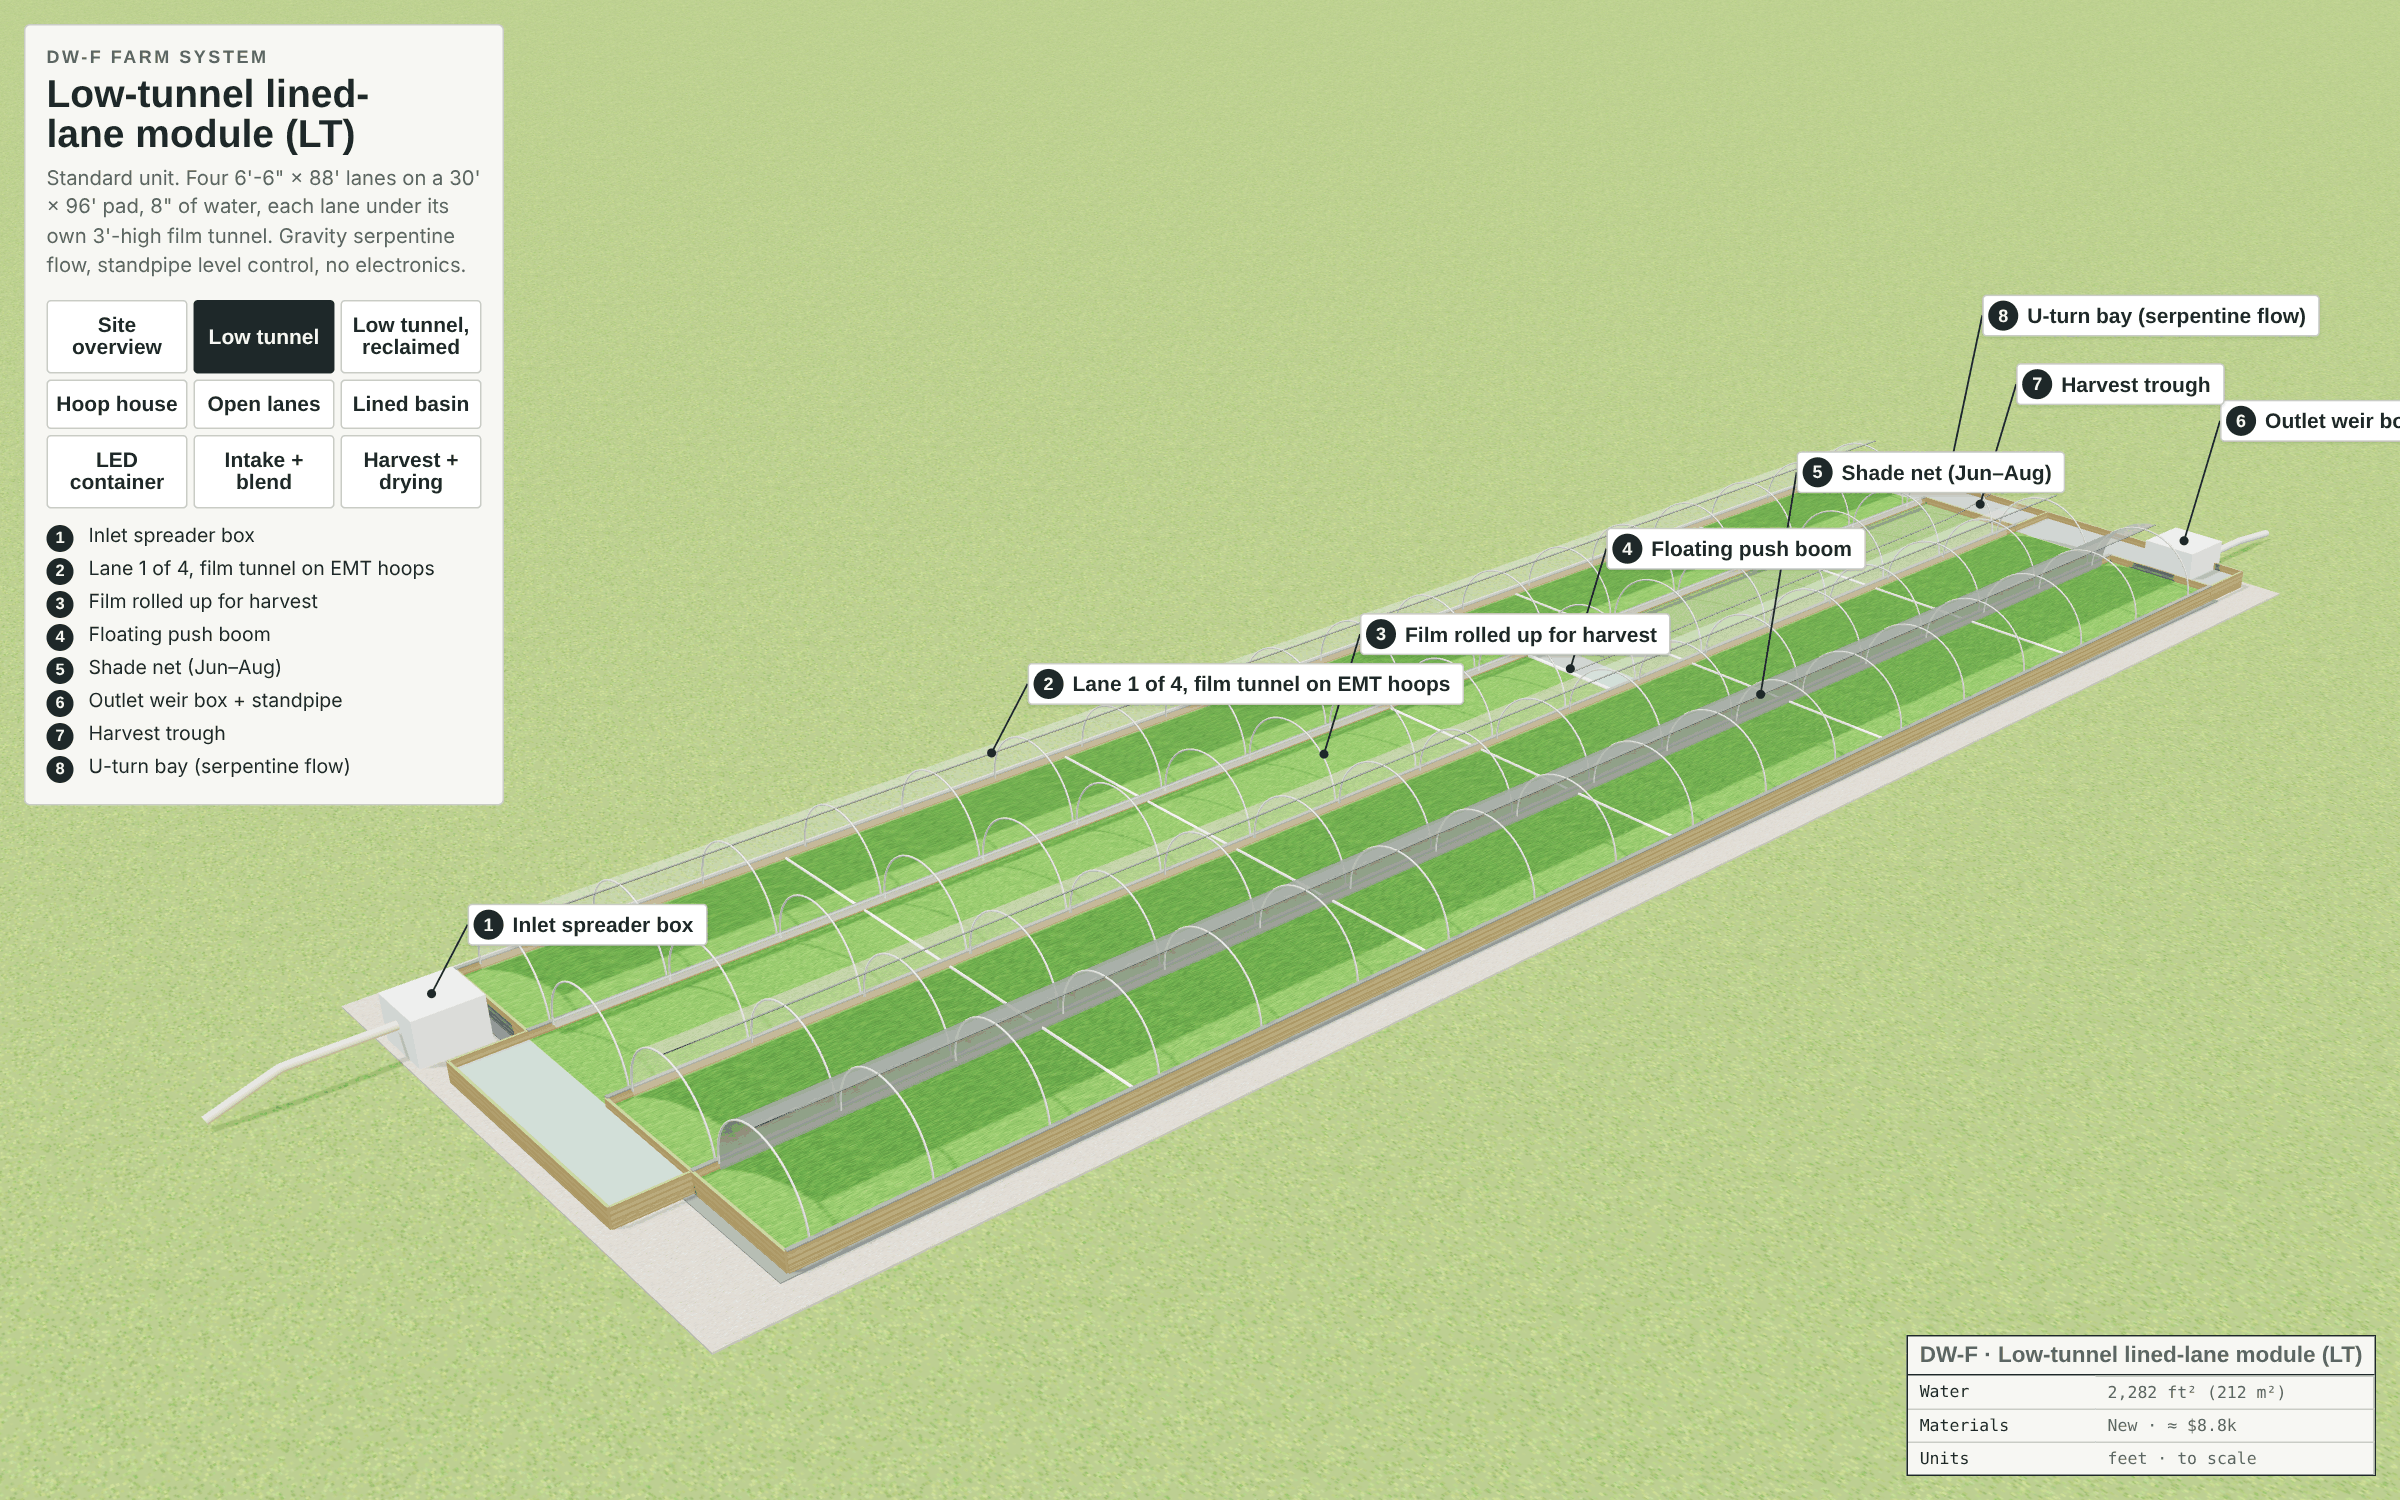 DW-F FARM SYSTEM
Low-tunnel lined-
lane module (LT)
Standard unit. Four 6'-6" × 88' lanes on a 30'
× 96' pad, 8" of water, each lane under its
own 3'-high film tunnel. Gravity serpentine
flow, standpipe level control, no electronics.
Site
overview
Low tunnel
Low tunnel,
reclaimed
Hoop house
Open lanes
Lined basin
LED
container
Intake +
blend
Harvest +
drying
1 Inlet spreader box
2 Lane 1 of 4, film tunnel on EMT hoops
3 Film rolled up for harvest
4 Floating push boom
5 Shade net (Jun–Aug)
6 Outlet weir box + standpipe
7 Harvest trough
8 U-turn bay (serpentine flow)
8 U-turn bay (serpentine flow)
7 Harvest trough
6 Outlet weir
5 Shade net (Jun–Aug)
4 Floating push boom
3 Film rolled up for harvest
2 Lane 1 of 4, film tunnel on EMT hoops
1 Inlet spreader box
DW-F · Low-tunnel lined-lane module (LT)
Water 2,282 ft² (212 m²)
Materials New · ≈ $8.8k
Units feet · to scale